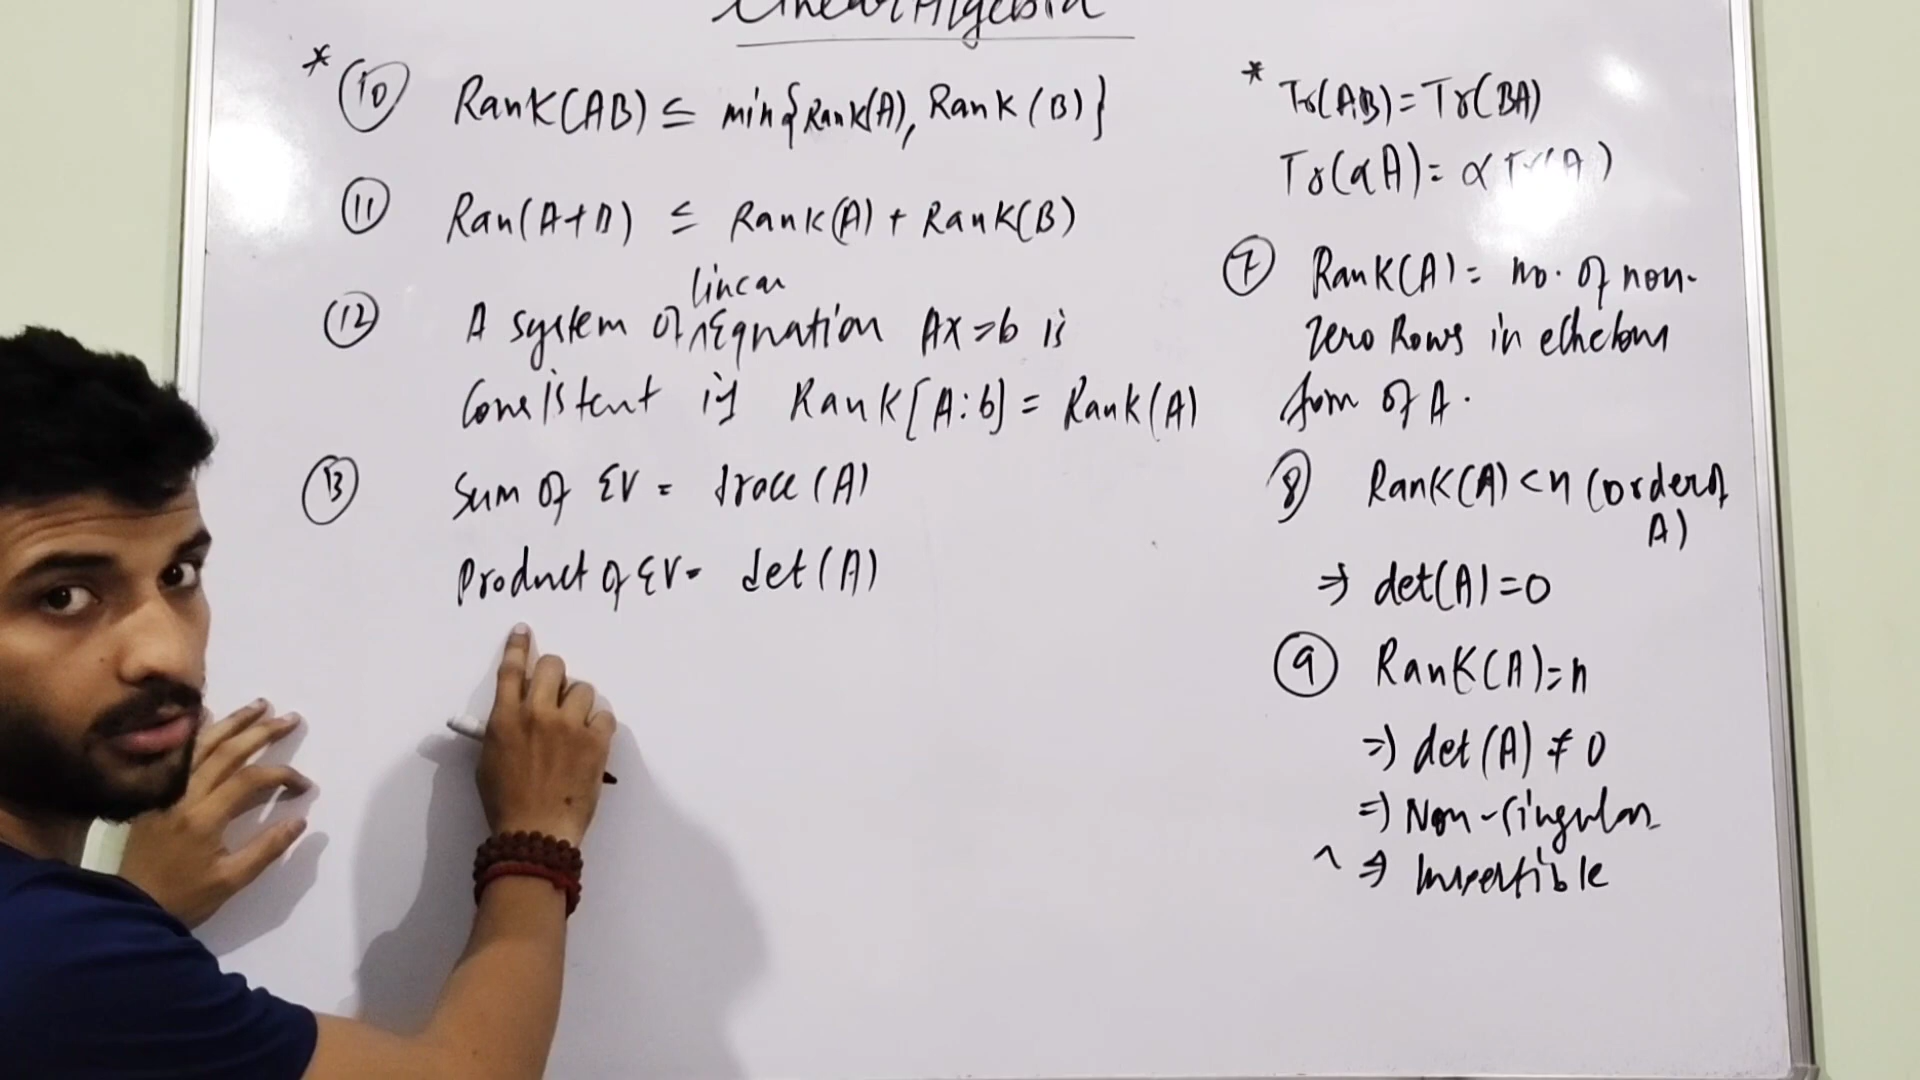 Linear Algebra
* (10) Rank(AB) ≤ min{Rank(A), Rank(B)}
(11) Ran(A+B) ≤ Rank(A) + Rank(B)
linear
(12) A system of ^ Equation AX=b is
Consistent if Rank[A:b] = Rank(A)
(13) Sum of EV = trace(A)
Product of EV = det(A)
* Tr(AB)=Tr(BA)
Tr(αA)= α Tr(A)
(7) Rank(A)= no. of non-
zero Rows in echelon
form of A.
(8) Rank(A) < n (order of
A)
⇒ det(A)=0
(9) Rank(A)=n
⇒ det(A) ≠ 0
⇒ Non-singular
⇒ Invertible